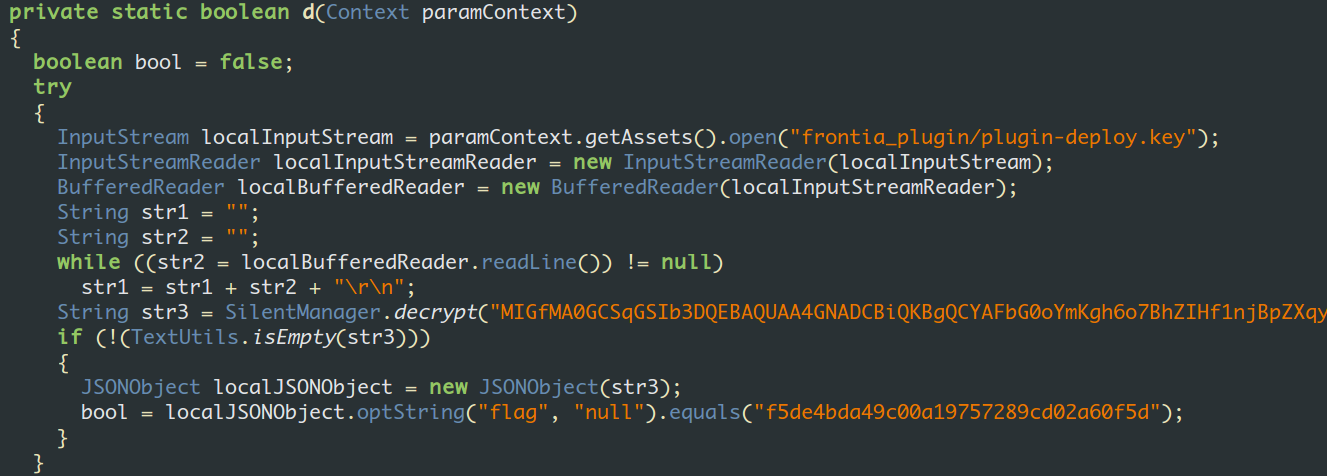 private static boolean d(Context paramContext)
{
  boolean bool = false;
  try
  {
    InputStream localInputStream = paramContext.getAssets().open("frontia_plugin/plugin-deploy.key");
    InputStreamReader localInputStreamReader = new InputStreamReader(localInputStream);
    BufferedReader localBufferedReader = new BufferedReader(localInputStreamReader);
    String str1 = "";
    String str2 = "";
    while ((str2 = localBufferedReader.readLine()) != null)
      str1 = str1 + str2 + "\r\n";
    String str3 = SilentManager.decrypt("MIGfMA0GCSqGSIb3DQEBAQUAA4GNADCBiQKBgQCYAFbG0oYmKgh6o7BhZIHf1njBpZXqy
    if (!(TextUtils.isEmpty(str3)))
    {
      JSONObject localJSONObject = new JSONObject(str3);
      bool = localJSONObject.optString("flag", "null").equals("f5de4bda49c00a19757289cd02a60f5d");
    }
  }